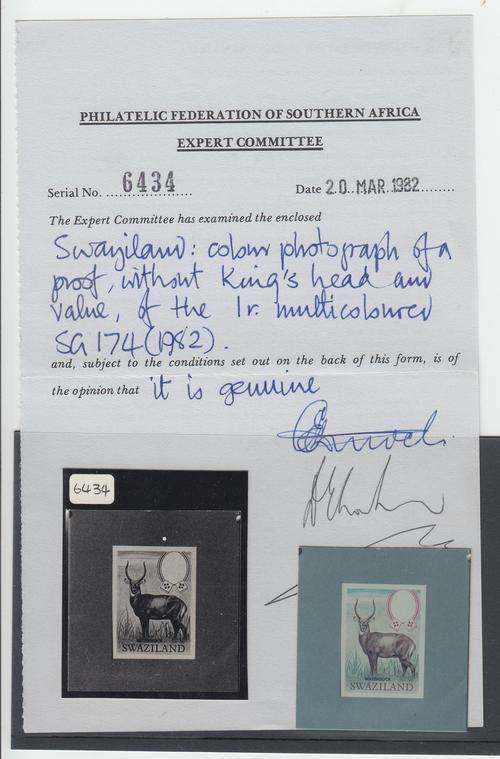 PHILATELIC FEDERATION OF SOUTHERN AFRICA
EXPERT COMMITTEE
Serial No. 6434
Date 20 MAR 1982
The Expert Committee has examined the enclosed
Swaziland: colour photograph of a
proof, without King's head and
value, of the 1r. multicoloured
SG 174 (1982).
and, subject to the conditions set out on the back of this form, is of
the opinion that it is genuine
6434
SWAZILAND
WATERBUCK
SWAZILAND